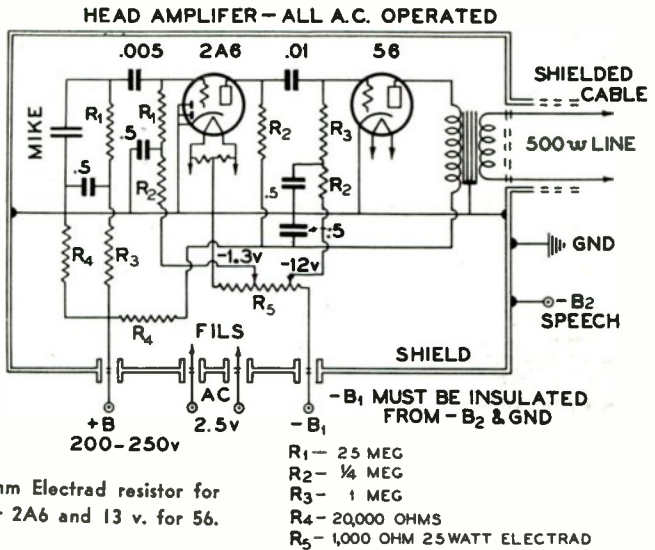 HEAD AMPLIFER-ALL A.C. OPERATED
.005 2A6 .01 56
SHIELDED
CABLE
MIKE
R1
R1
R2
R3
500 w LINE
.5
.5
R2
.5
R2
.5
R4
R3
-1.3v
-12v
GND
R5
-B2
SPEECH
R4
FILS
SHIELD
AC
+B
200-250v
2.5v
-B1
-B1 MUST BE INSULATED
FROM -B2 & GND
R1- 25 MEG
R2- ¼ MEG
R3- 1 MEG
R4- 20,000 OHMS
R5- 1,000 OHM 25 WATT ELECTRAD
Electrad resistor for
2A6 and 13 v. for 56.